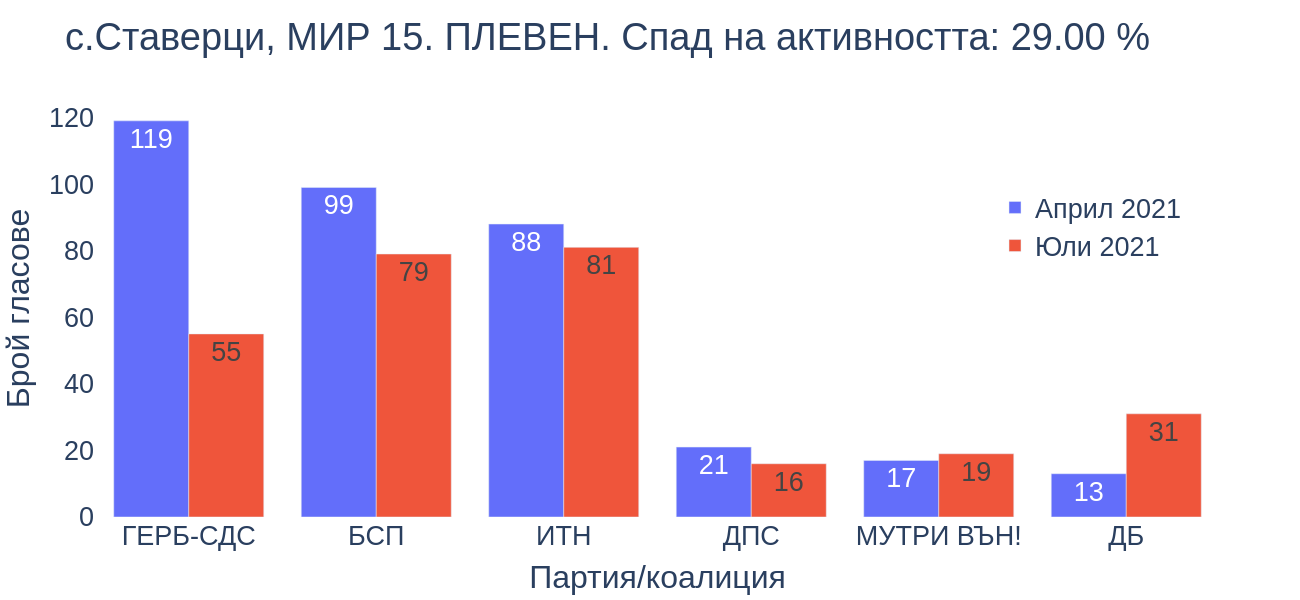 с.Ставерци, МИР 15. ПЛЕВЕН. Спад на активността: 29.00 %
Брой гласове
120
100
80
60
40
20
0
119
55
99
79
88
81
21
16
17
19
13
31
Април 2021
Юли 2021
ГЕРБ-СДС
БСП
ИТН
ДПС
МУТРИ ВЪН!
ДБ
Партия/коалиция